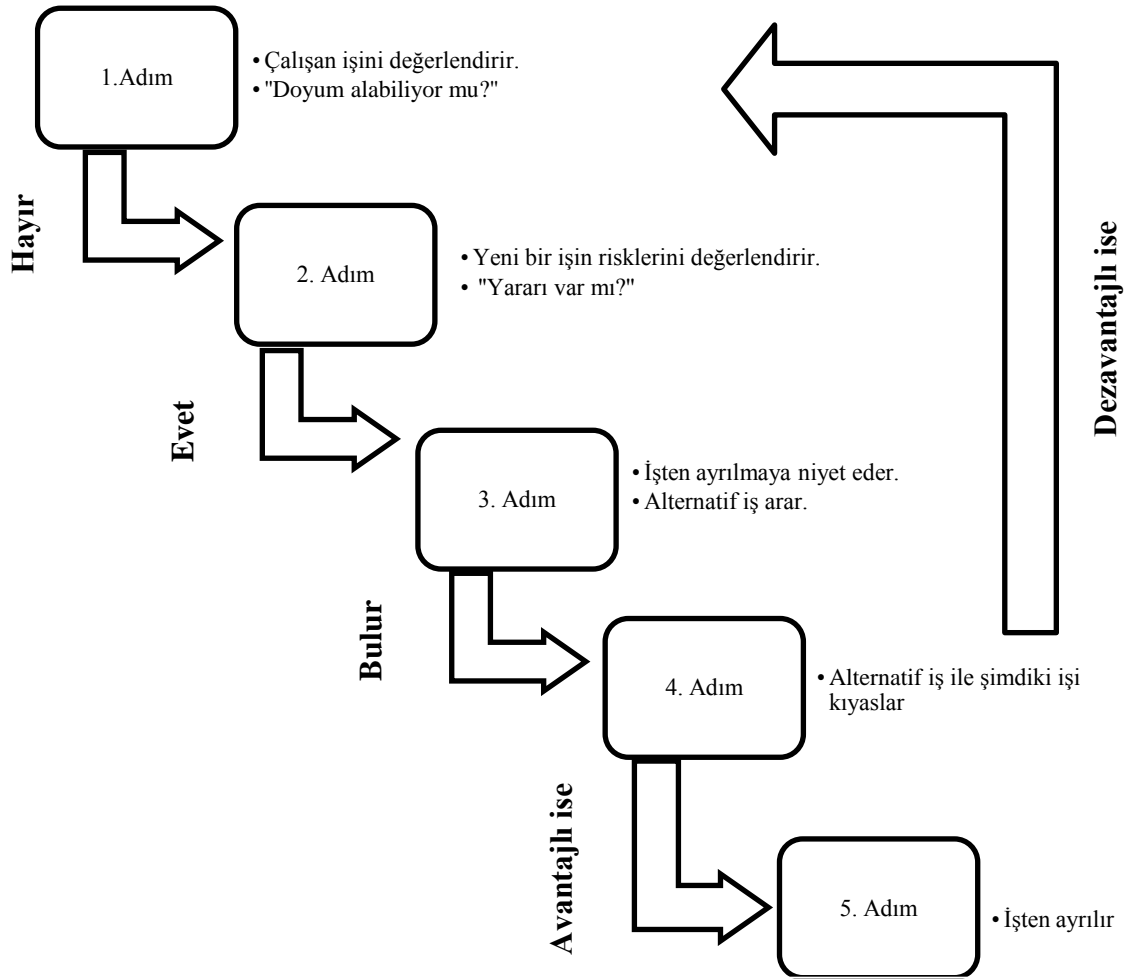 1.Adım
• Çalışan işini değerlendirir.
• "Doyum alabiliyor mu?"
Hayır
2. Adım
• Yeni bir işin risklerini değerlendirir.
• "Yararı var mı?"
Evet
3. Adım
• İşten ayrılmaya niyet eder.
• Alternatif iş arar.
Bulur
4. Adım
• Alternatif iş ile şimdiki işi
kıyaslar
Dezavantajlı ise
Avantajlı ise
5. Adım
• İşten ayrılır